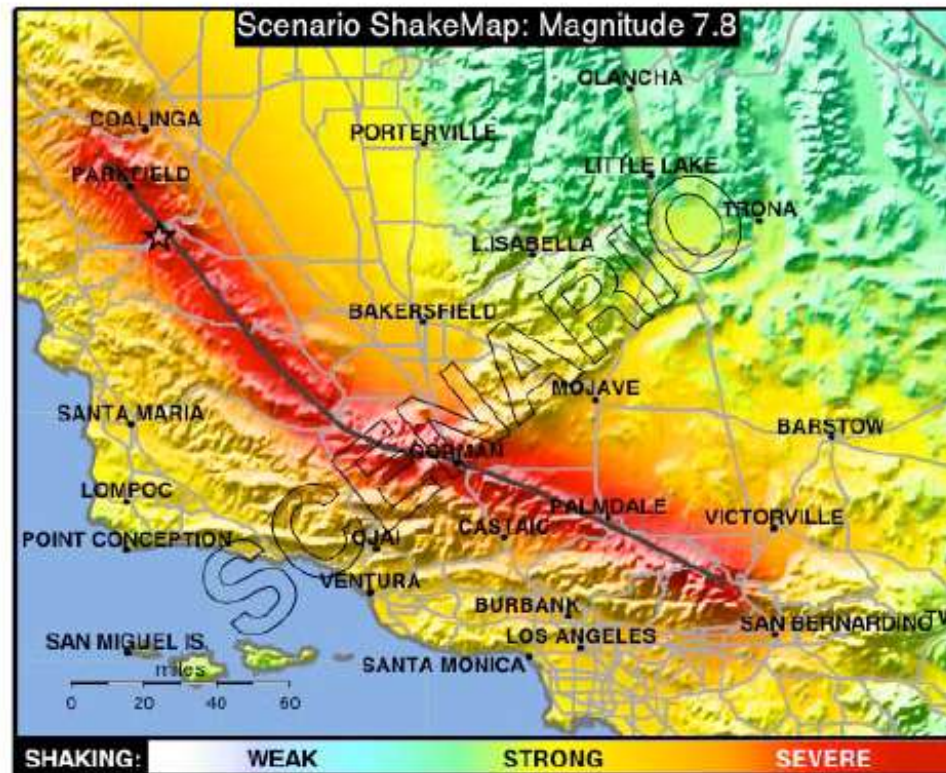 Scenario ShakeMap: Magnitude 7.8
OLANCHA
COALINGA
PORTERVILLE
LITTLE LAKE
PARKFIELD
TRONA
L.ISABELLA
BAKERSFIELD
MOJAVE
SANTA MARIA
BARSTOW
GORMAN
LOMPOC
PALMDALE
VICTORVILLE
CASTAIC
POINT CONCEPTION
OJAI
VENTURA
BURBANK
SAN BERNARDINO
TV
LOS ANGELES
SAN MIGUEL IS.
SANTA MONICA
miles
0 20 40 60
SCENARIO
SHAKING: WEAK STRONG SEVERE